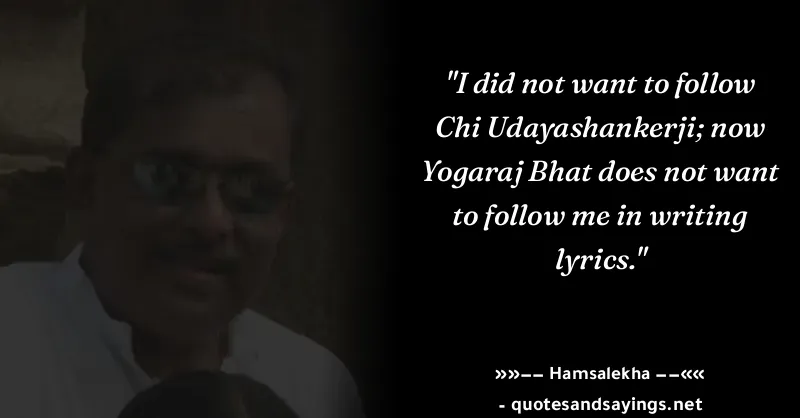 "I did not want to follow
Chi Udayashankerji; now
Yogaraj Bhat does not want
to follow me in writing
lyrics."
»»−− Hamsalekha −−««
- quotesandsayings.net